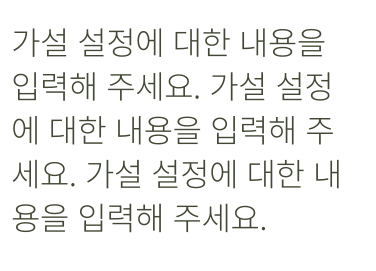 가설 설정에 대한 내용을
입력해 주세요. 가설 설정
에 대한 내용을 입력해 주
세요. 가설 설정에 대한 내
용을 입력해 주세요.